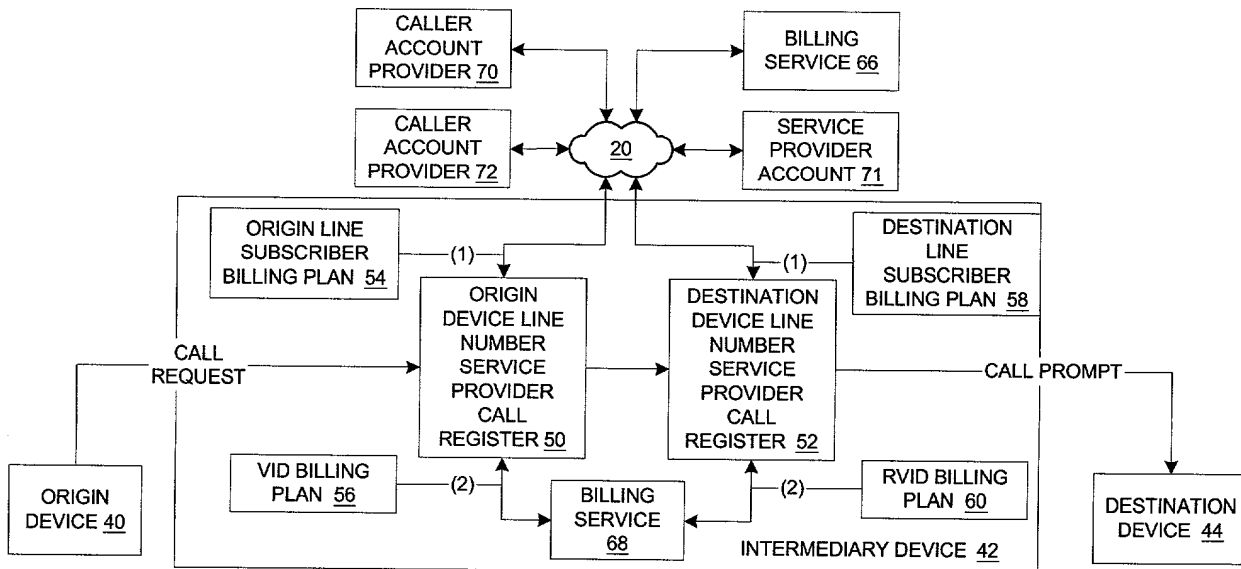 CALLER
ACCOUNT
PROVIDER 70
BILLING
SERVICE 66
CALLER
ACCOUNT
PROVIDER 72
20
SERVICE
PROVIDER
ACCOUNT 71
ORIGIN LINE
SUBSCRIBER
BILLING PLAN 54
(1)
(1)
DESTINATION
LINE
SUBSCRIBER
BILLING PLAN 58
ORIGIN
DEVICE LINE
NUMBER
SERVICE
PROVIDER
CALL
REGISTER 50
DESTINATION
DEVICE LINE
NUMBER
SERVICE
PROVIDER
CALL
REGISTER 52
CALL
REQUEST
CALL PROMPT
VID BILLING
PLAN 56
(2)
BILLING
SERVICE
68
(2)
RVID BILLING
PLAN 60
ORIGIN
DEVICE 40
INTERMEDIARY DEVICE 42
DESTINATION
DEVICE 44